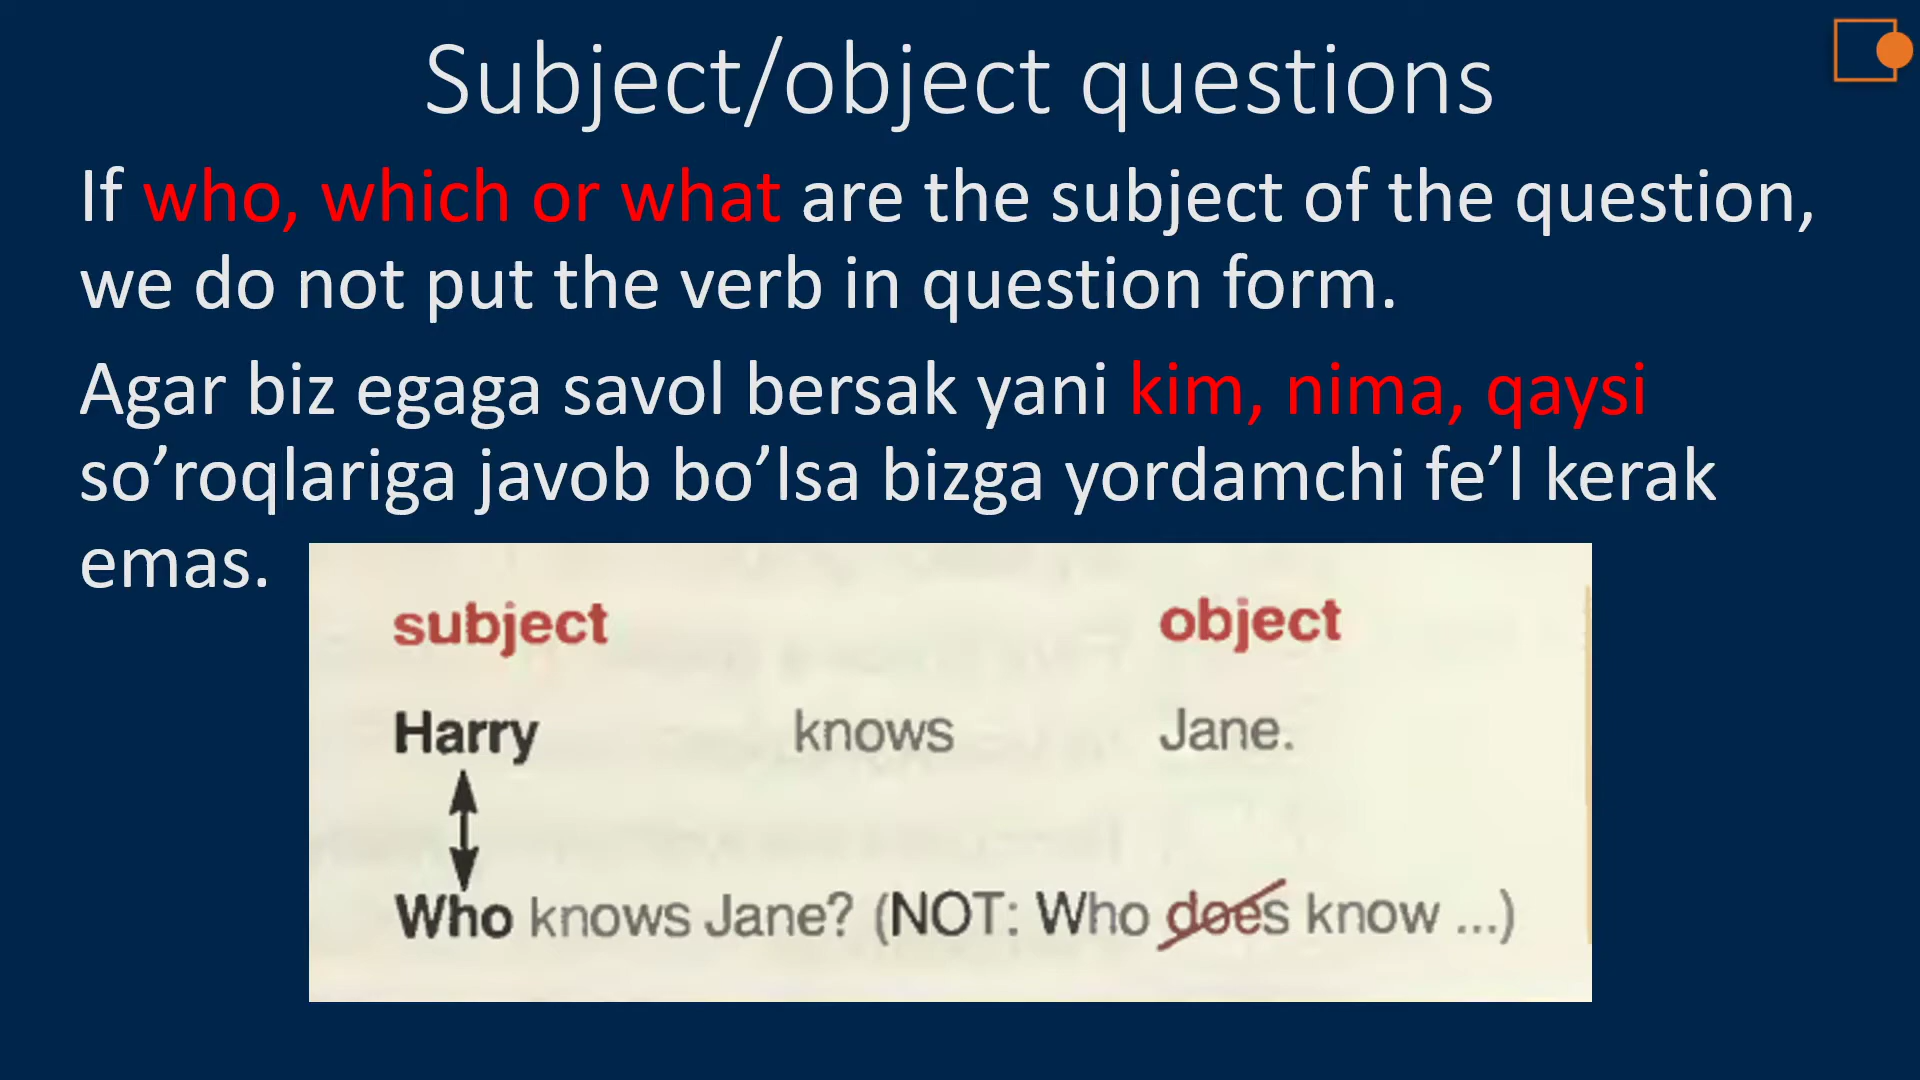 Subject/object questions
If who, which or what are the subject of the question,
we do not put the verb in question form.
Agar biz egaga savol bersak yani kim, nima, qaysi
so’roqlariga javob bo’lsa bizga yordamchi fe’l kerak
emas.
subject object
Harry knows Jane.
Who knows Jane? (NOT: Who does know ...)